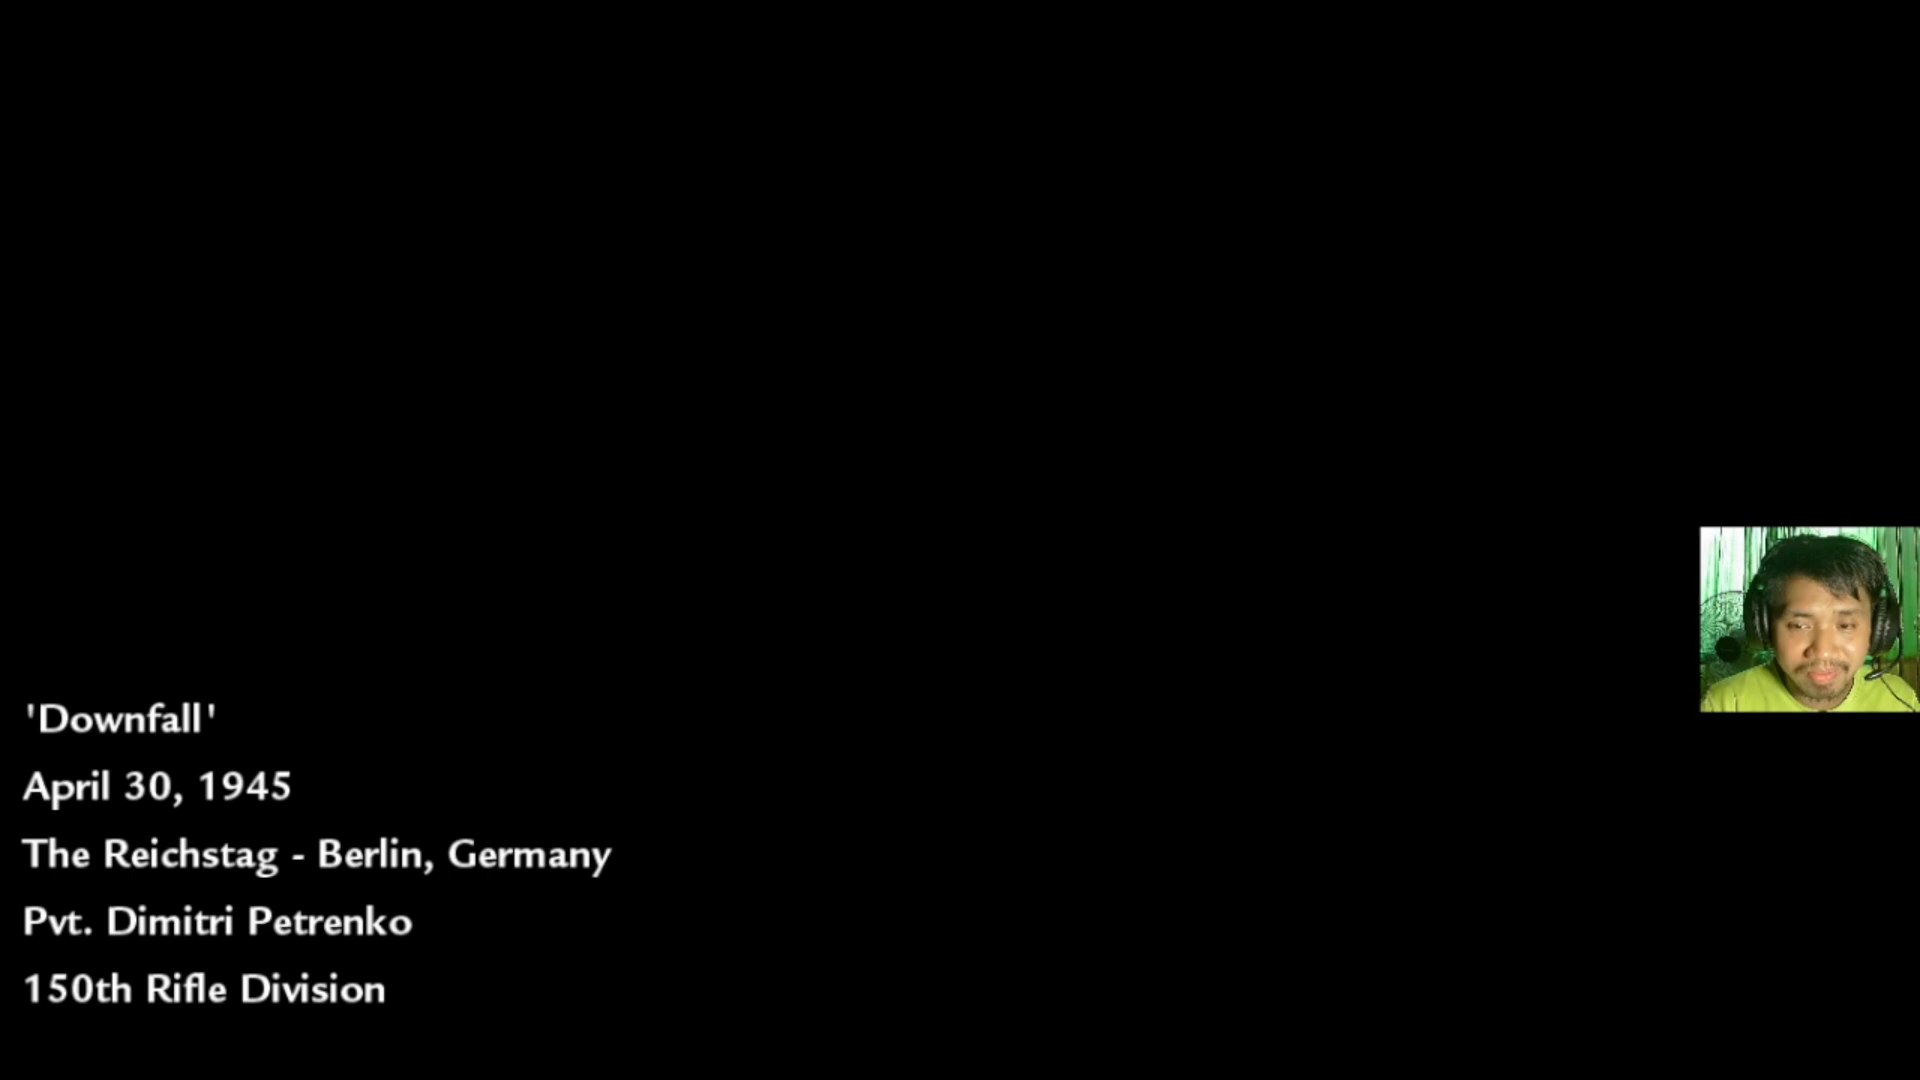 'Downfall'
April 30, 1945
The Reichstag - Berlin, Germany
Pvt. Dimitri Petrenko
150th Rifle Division